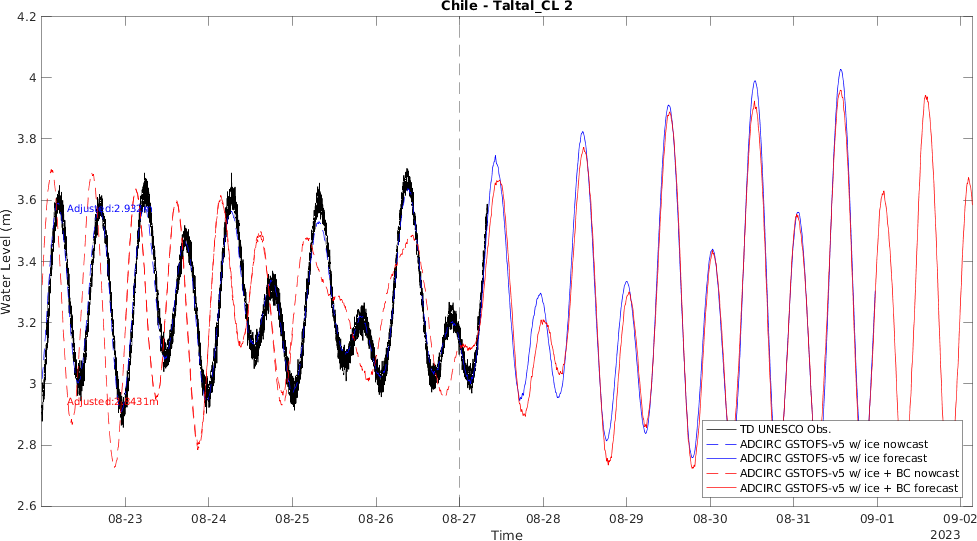 Chile - Taltal_CL 2
4.2
4
3.8
3.6
3.4
3.2
3
2.8
2.6
Water Level (m)
08-23 08-24 08-25 08-26 08-27 08-28 08-29 08-30 08-31 09-01 09-02
2023
Time
TD UNESCO Obs.
ADCIRC GSTOFS-v5 w/ ice nowcast
ADCIRC GSTOFS-v5 w/ ice forecast
ADCIRC GSTOFS-v5 w/ ice + BC nowcast
ADCIRC GSTOFS-v5 w/ ice + BC forecast